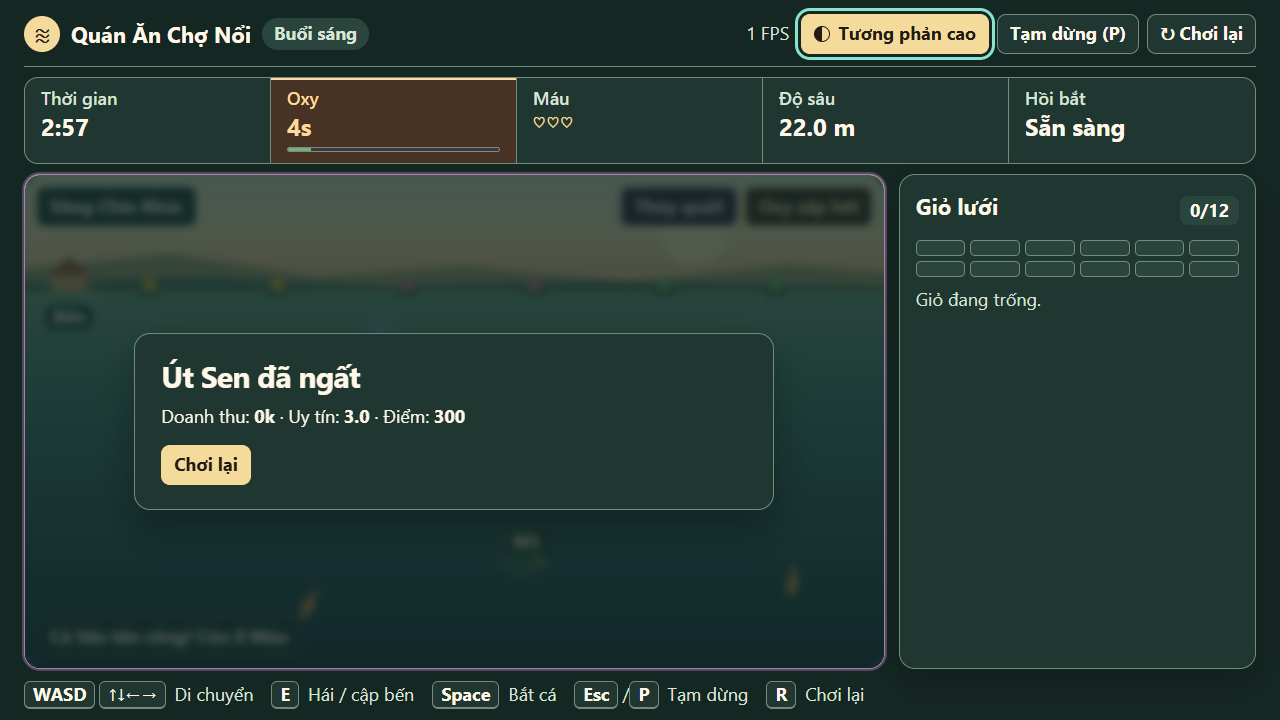 Quán Ăn Chợ Nổi
Buổi sáng
1 FPS
Tương phản cao
Tạm dừng (P)
↻ Chơi lại
Thời gian
2:57
Oxy
4s
Máu
♡♡♡
Độ sâu
22.0 m
Hồi bắt
Sẵn sàng
Giỏ lưới
0/12
Giỏ đang trống.
Út Sen đã ngất
Doanh thu: 0k · Uy tín: 3.0 · Điểm: 300
Chơi lại
WASD ↑↓←→ Di chuyển E Hái / cập bến Space Bắt cá Esc / P Tạm dừng R Chơi lại